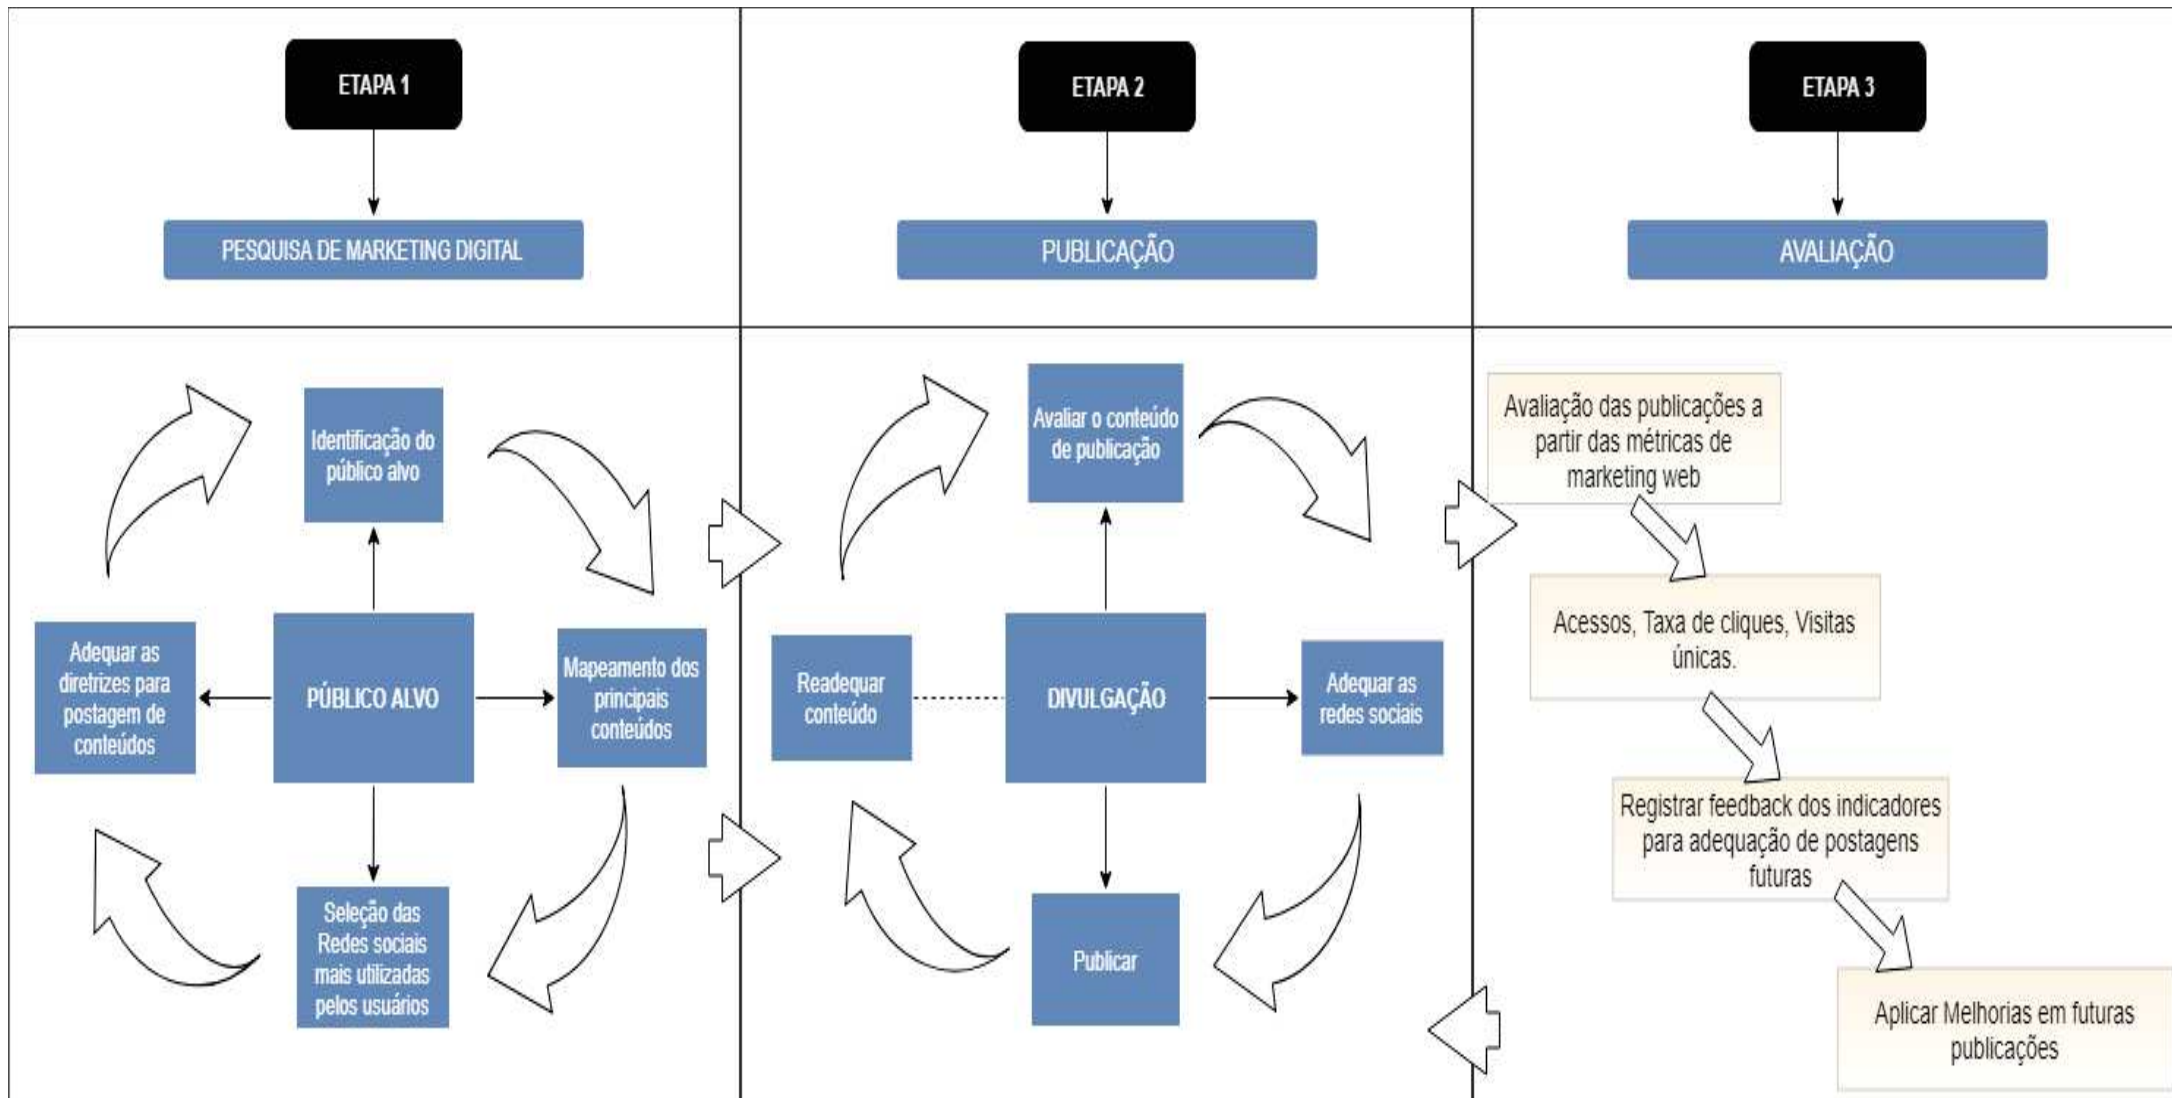 ETAPA 1
PESQUISA DE MARKETING DIGITAL
Identificação do
público alvo
Adequar as
diretrizes para
postagem de
conteúdos
PÚBLICO ALVO
Mapeamento dos
principais
conteúdos
Seleção das
Redes sociais
mais utilizadas
pelos usuários
ETAPA 2
PUBLICAÇÃO
Avaliar o conteúdo
de publicação
Readequar
conteúdo
DIVULGAÇÃO
Adequar as
redes sociais
Publicar
ETAPA 3
AVALIAÇÃO
Avaliação das publicações a
partir das métricas de
marketing web
Acessos, Taxa de cliques, Visitas
únicas.
Registrar feedback dos indicadores
para adequação de postagens
futuras
Aplicar Melhorias em futuras
publicações